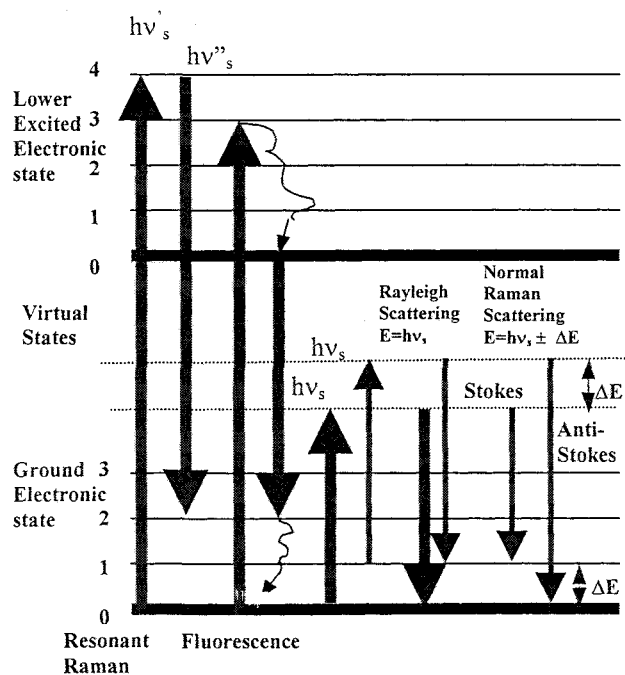 hν's
hν"s
4
Lower
Excited
Electronic
state
3
2
1
0
Virtual
States
Rayleigh
Scattering
E=hνs
Normal
Raman
Scattering
E=hνs ± ΔE
hνs
hνs
Stokes
ΔE
Anti-
Stokes
Ground
Electronic
state
3
2
1
0
ΔE
Resonant
Raman
Fluorescence